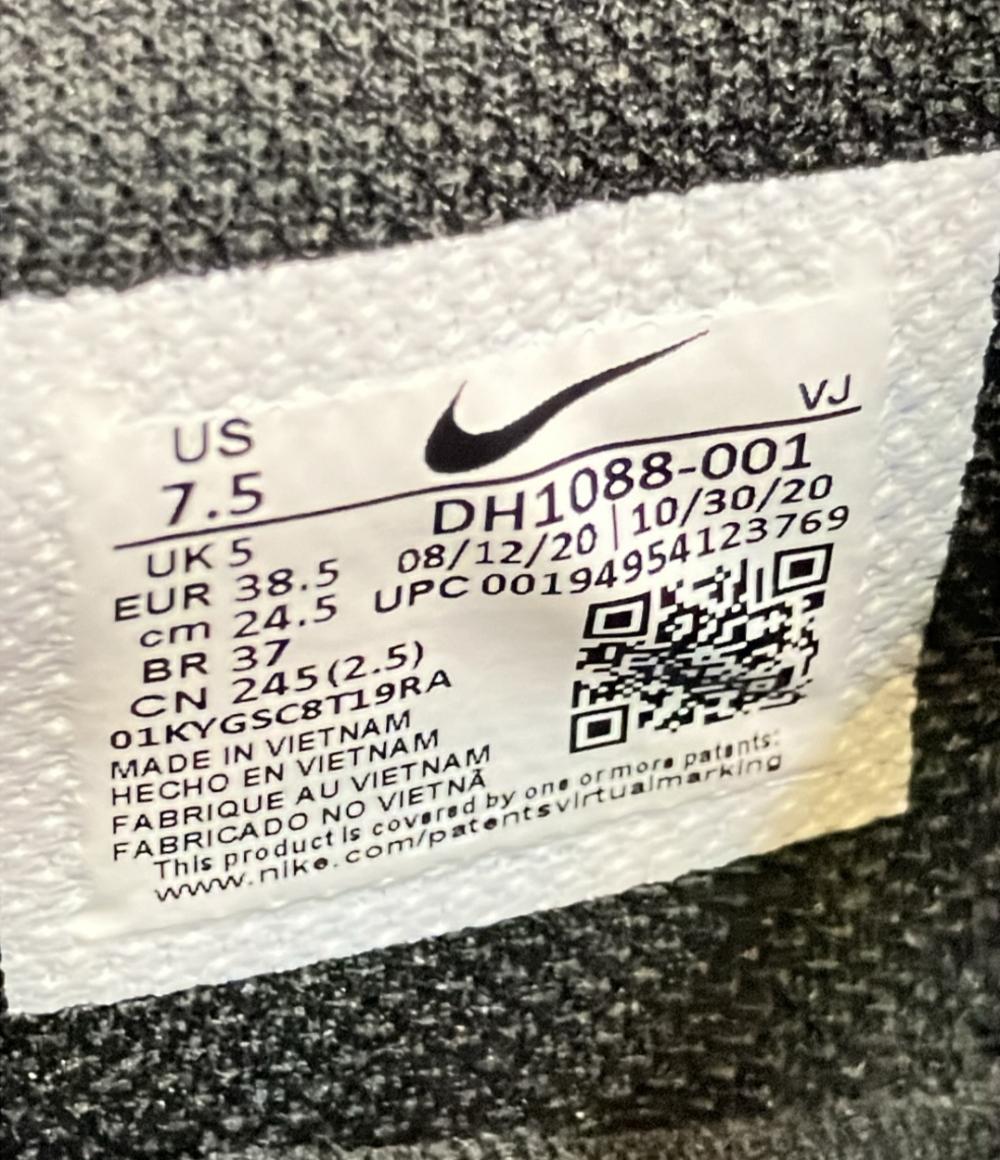 VJ
US
7.5
DH1088-001
08/12/20 | 10/30/20
UPC 00194954123769
UK 5
EUR 38.5
cm 24.5
BR 37
CN 245(2.5)
01KYGSC8T19RA
MADE IN VIETNAM
HECHO EN VIETNAM
FABRIQUE AU VIETNAM
FABRICADO NO VIETNÃ
This product is covered by one or more patents:
www.nike.com/patentsvirtualmarking